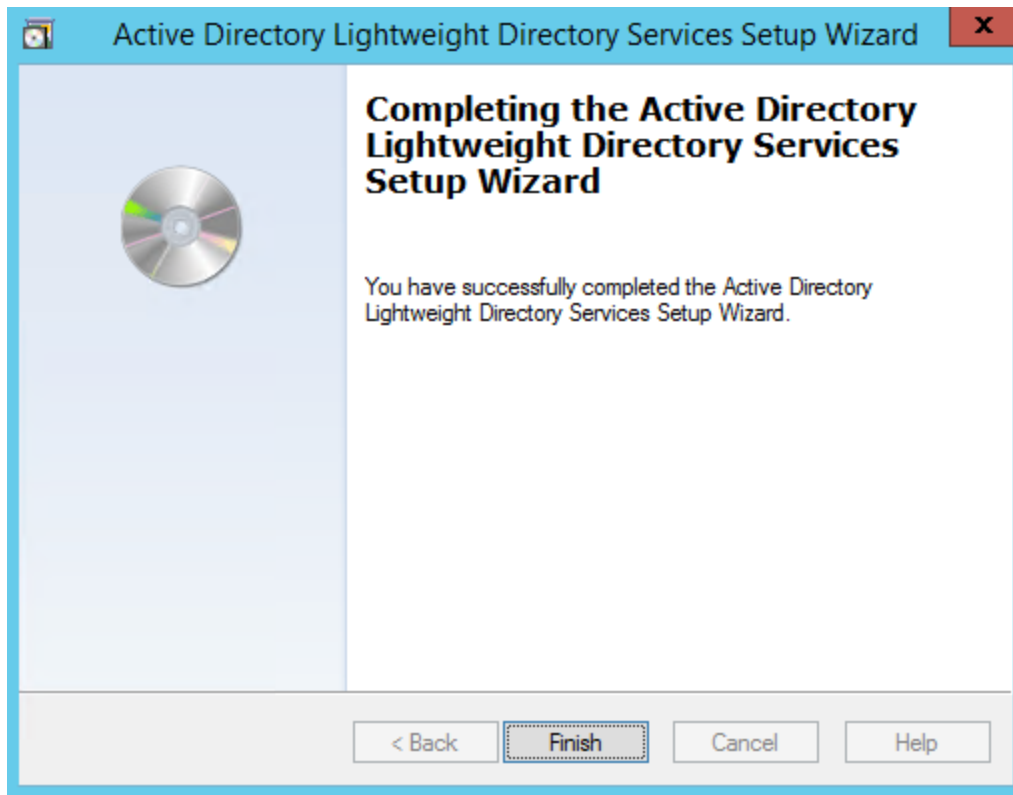 Active Directory Lightweight Directory Services Setup Wizard
x
Completing the Active Directory
Lightweight Directory Services
Setup Wizard
You have successfully completed the Active Directory
Lightweight Directory Services Setup Wizard.
< Back
Finish
Cancel
Help